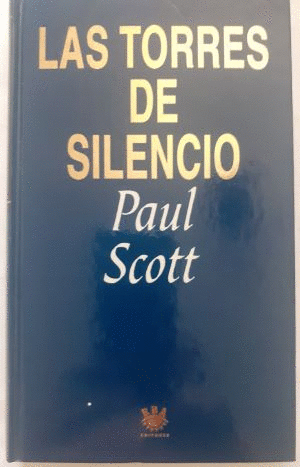 LAS TORRES
DE
SILENCIO
Paul
Scott